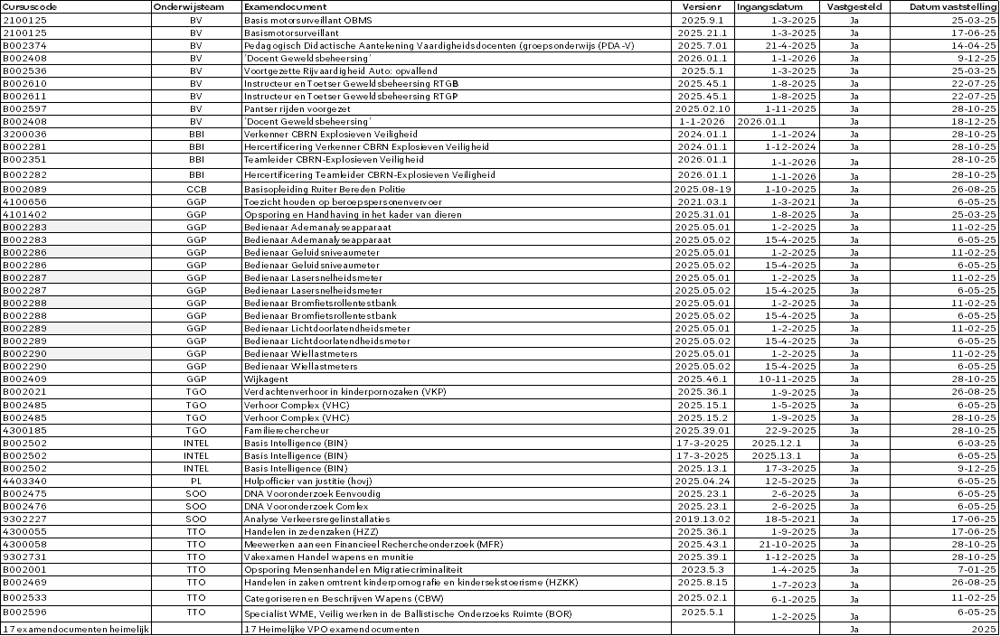 Cursuscode Onderwijsteam Examendocument Versienr Ingangsdatum Vastgesteld Datum vaststelling
2100125 BV Basis motorsurveillant OBMS 2025.9.1 1-3-2025 Ja 25-03-25
2100125 BV Basismotorsurveillant 2025.21.1 1-3-2025 Ja 17-06-25
B002374 BV Pedagogisch Didactische Aantekening Vaardigheidsdocenten (groepsonderwijs (PDA-V) 2025.7.01 21-4-2025 Ja 14-04-25
B002408 BV 'Docent Geweldsbeheersing' 2026.01.1 1-1-2026 Ja 9-12-25
B002536 BV Voortgezette Rijvaardigheid Auto: opvallend 2025.5.1 1-3-2025 Ja 25-03-25
B002610 BV Instructeur en Toetser Geweldsbeheersing RTGB 2025.45.1 1-8-2025 Ja 22-07-25
B002611 BV Instructeur en Toetser Geweldsbeheersing RTGP 2025.45.1 1-8-2025 Ja 22-07-25
B002597 BV Pantser rijden voorgezet 2025.02.10 1-11-2025 Ja 28-10-25
B002408 BV 'Docent Geweldsbeheersing' 1-1-2026 2026.01.1 Ja 18-12-25
3200036 BBI Verkenner CBRN Explosieven Veiligheid 2024.01.1 1-1-2024 Ja 28-10-25
B002281 BBI Hercertificering Verkenner CBRN Explosieven Veiligheid 2024.01.1 1-12-2024 Ja 28-10-25
B002351 BBI Teamleider CBRN-Explosieven Veiligheid 2026.01.1 1-1-2026 Ja 28-10-25
B002282 BBI Hercertificering Teamleider CBRN-Explosieven Veiligheid 2026.01.1 1-1-2026 Ja 28-10-25
B002089 CCB Basisopleiding Ruiter Bereden Politie 2025.08-19 1-10-2025 Ja 26-08-25
4100656 GGP Toezicht houden op beroepspersonenvervoer 2021.03.1 1-3-2021 Ja 6-05-25
4101402 GGP Opsporing en Handhaving in het kader van dieren 2025.31.01 1-8-2025 Ja 25-03-25
B002283 GGP Bedienaar Ademanalyseapparaat 2025.05.01 1-2-2025 Ja 11-02-25
B002283 GGP Bedienaar Ademanalyseapparaat 2025.05.02 15-4-2025 Ja 6-05-25
B002286 GGP Bedienaar Geluidsniveaumeter 2025.05.01 1-2-2025 Ja 11-02-25
B002286 GGP Bedienaar Geluidsniveaumeter 2025.05.02 15-4-2025 Ja 6-05-25
B002287 GGP Bedienaar Lasersnelheidsmeter 2025.05.01 1-2-2025 Ja 11-02-25
B002287 GGP Bedienaar Lasersnelheidsmeter 2025.05.02 15-4-2025 Ja 6-05-25
B002288 GGP Bedienaar Bromfietsrollentestbank 2025.05.01 1-2-2025 Ja 11-02-25
B002288 GGP Bedienaar Bromfietsrollentestbank 2025.05.02 15-4-2025 Ja 6-05-25
B002289 GGP Bedienaar Lichtdoorlatendheidsmeter 2025.05.01 1-2-2025 Ja 11-02-25
B002289 GGP Bedienaar Lichtdoorlatendheidsmeter 2025.05.02 15-4-2025 Ja 6-05-25
B002290 GGP Bedienaar Wiellastmeters 2025.05.01 1-2-2025 Ja 11-02-25
B002290 GGP Bedienaar Wiellastmeters 2025.05.02 15-4-2025 Ja 6-05-25
B002409 GGP Wijkagent 2025.46.1 10-11-2025 Ja 28-10-25
B002021 TGO Verdachtenverhoor in kinderpornozaken (VKP) 2025.36.1 1-9-2025 Ja 26-08-25
B002485 TGO Verhoor Complex (VHC) 2025.15.1 1-5-2025 Ja 6-05-25
B002485 TGO Verhoor Complex (VHC) 2025.15.2 1-9-2025 Ja 28-10-25
4300185 TGO Familierechercheur 2025.39.01 22-9-2025 Ja 28-10-25
B002502 INTEL Basis Intelligence (BIN) 17-3-2025 2025.12.1 Ja 6-03-25
B002502 INTEL Basis Intelligence (BIN) 17-3-2025 2025.13.1 Ja 6-05-25
B002502 INTEL Basis Intelligence (BIN) 2025.13.1 17-3-2025 Ja 9-12-25
4403340 PL Hulpofficier van justitie (hovj) 2025.04.24 12-5-2025 Ja 6-05-25
B002475 SOO DNA Vooronderzoek Eenvoudig 2025.23.1 2-6-2025 Ja 6-05-25
B002476 SOO DNA Vooronderzoek Comlex 2025.23.1 2-6-2025 Ja 6-05-25
9302227 SOO Analyse Verkeersregelinstallaties 2019.13.02 18-5-2021 Ja 17-06-25
4300055 TTO Handelen in zedenzaken (HZZ) 2025.36.1 1-9-2025 Ja 17-06-25
4300058 TTO Meewerken aan een Financieel Rechercheonderzoek (MFR) 2025.43.1 21-10-2025 Ja 28-10-25
9302731 TTO Vakexamen Handel wapens en munitie 2025.39.1 1-12-2025 Ja 28-10-25
B002001 TTO Opsporing Mensenhandel en Migratiecriminaliteit 2023.5.3 1-4-2025 Ja 7-01-25
B002469 TTO Handelen in zaken omtrent kinderpornografie en kindersekstoerisme (HZKK) 2025.8.15 1-7-2023 Ja 26-08-25
B002533 TTO Categoriseren en Beschrijven Wapens (CBW) 2025.02.1 6-1-2025 Ja 11-02-25
B002596 TTO Specialist WME, Veilig werken in de Ballistische Onderzoeks Ruimte (BOR) 2025.5.1 1-2-2025 Ja 6-05-25
17 examendocumenten heimelijk 17 Heimelijke VPO examendocumenten Ja 2025